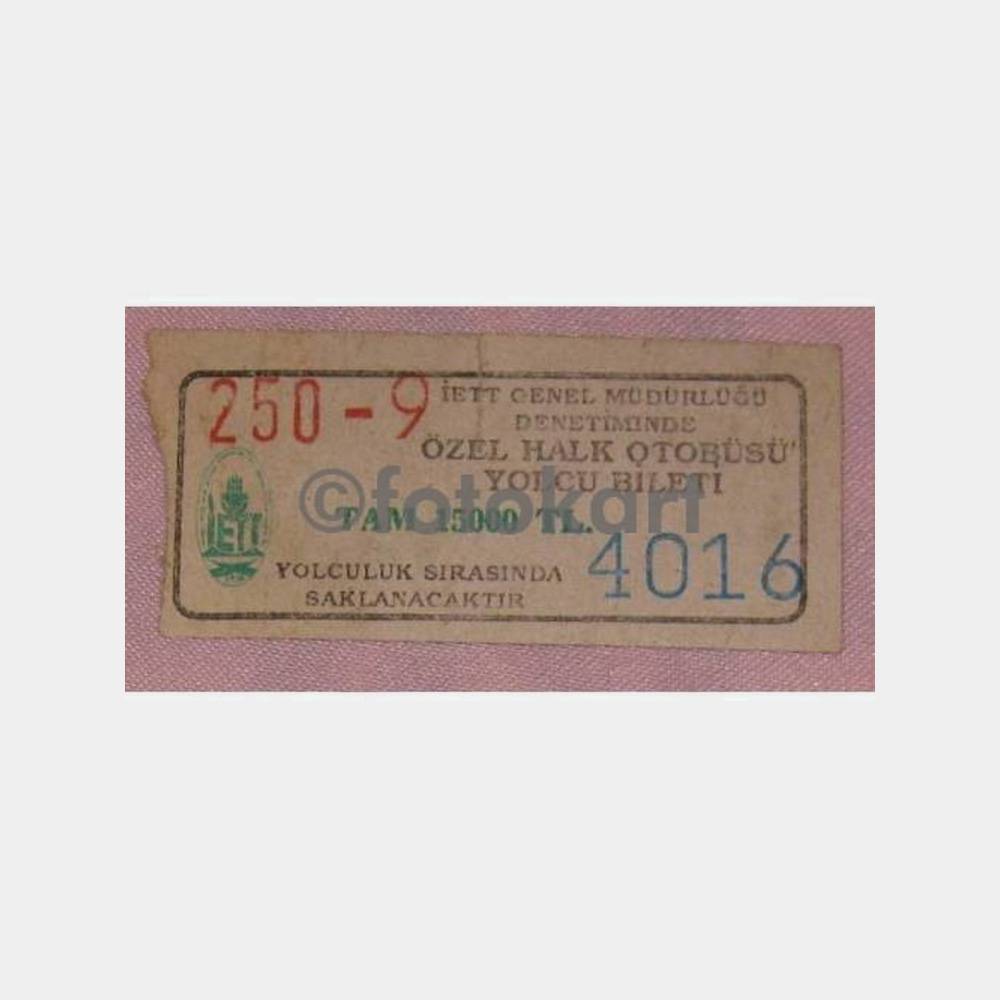 250-9
İETT GENEL MÜDÜRLÜĞÜ
DENETİMİNDE
ÖZEL HALK OTOBÜSÜ
YOLCU BİLETİ
©fotokart
TAM 15000 TL.
İETT
4016
YOLCULUK SIRASINDA
SAKLANACAKTIR